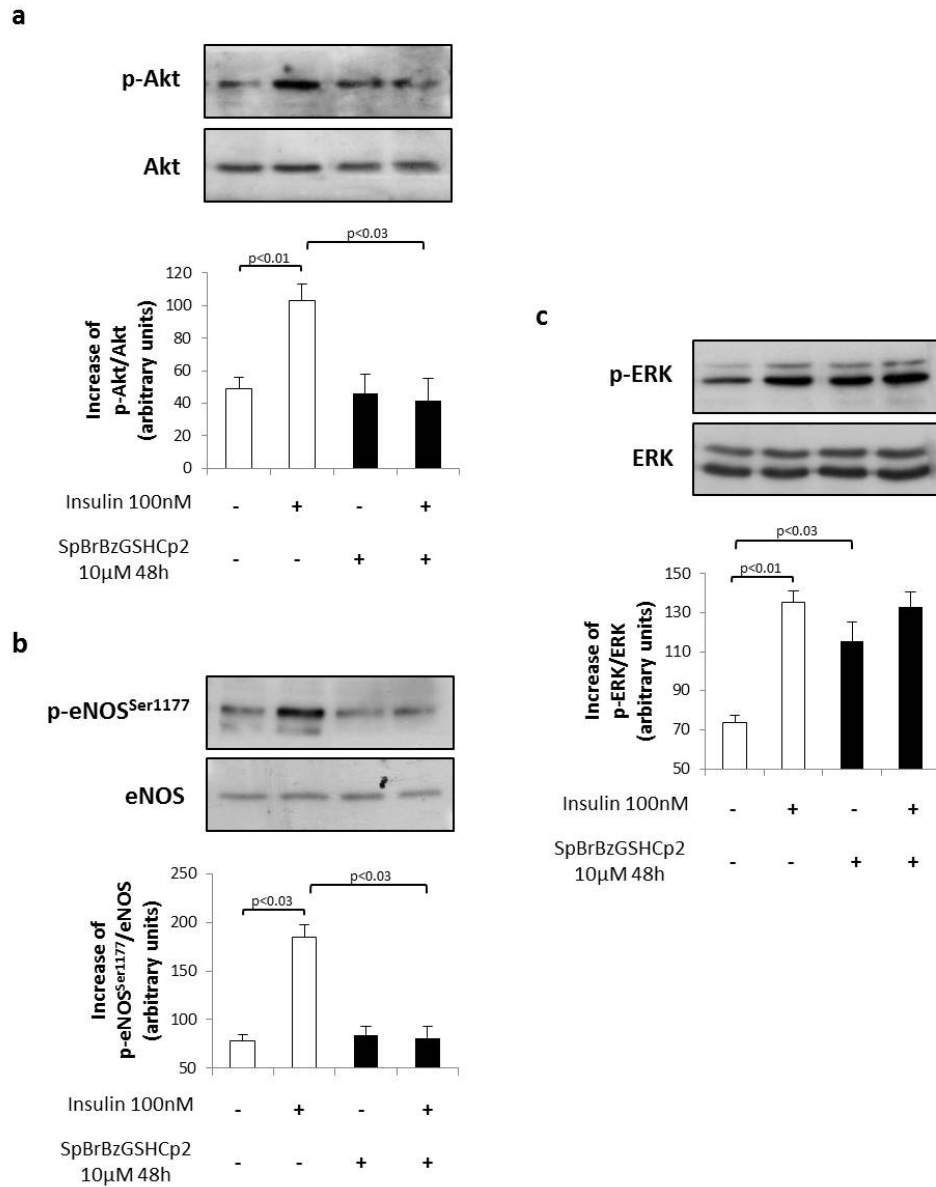 a
p-Akt
Akt
p<0.03
p<0.01
Increase of
p-Akt/Akt
(arbitrary units)
120
100
80
60
40
20
0
Insulin 100nM - + - +
SpBrBzGSHCp2
10µM 48h - - + +
b
p-eNOSSer1177
eNOS
p<0.03
p<0.03
Increase of
p-eNOSSer1177/eNOS
(arbitrary units)
250
200
150
100
50
Insulin 100nM - + - +
SpBrBzGSHCp2
10µM 48h - - + +
c
p-ERK
ERK
p<0.03
p<0.01
Increase of
p-ERK/ERK
(arbitrary units)
150
130
110
90
70
50
Insulin 100nM - + - +
SpBrBzGSHCp2
10µM 48h - - + +